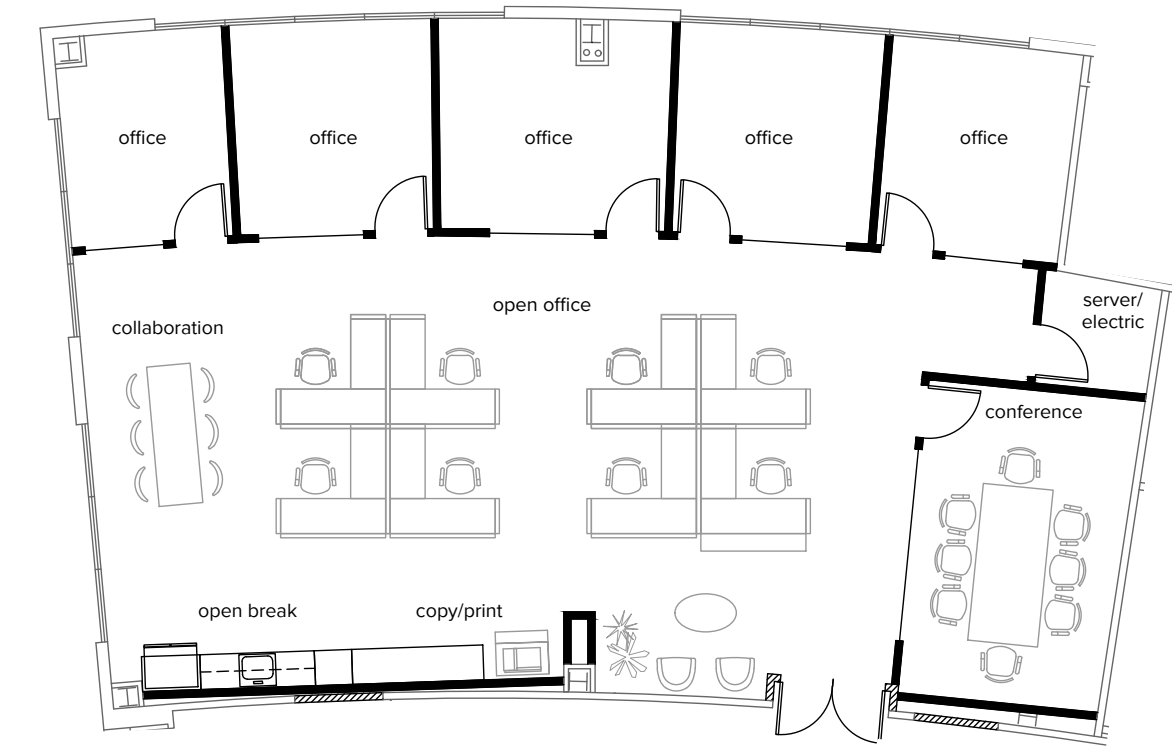 office
office
office
office
office
open office
server/
electric
collaboration
conference
open break
copy/print